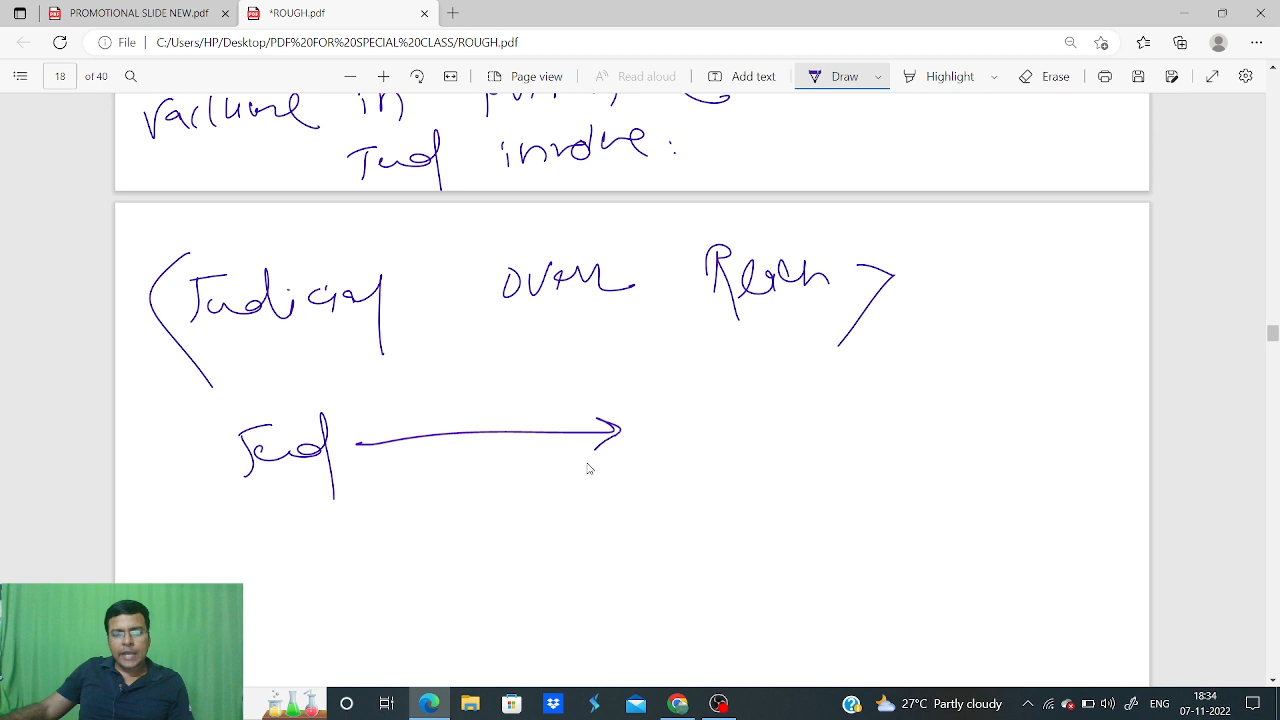 PROMOTIONAL SLIDE NEW.pdf *ROUGH.pdf
File C:/Users/HP/Desktop/PDF%20FOR%20SPECIAL%20CLASS/ROUGH.pdf
18 of 40 Page view Read aloud Add text Draw Highlight Erase
in
Jud involve.
Judicial over Reach
Jud
27°C Partly cloudy ENG 18:34
07-11-2022